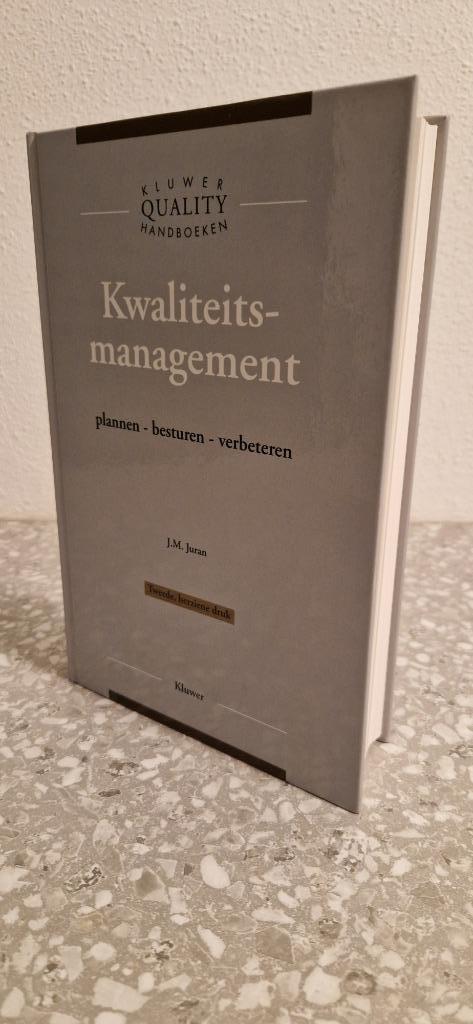 KLUWER
QUALITY
HANDBOEKEN
Kwaliteits-
management
plannen - besturen - verbeteren
J.M. Juran
Tweede, herziene druk
Kluwer